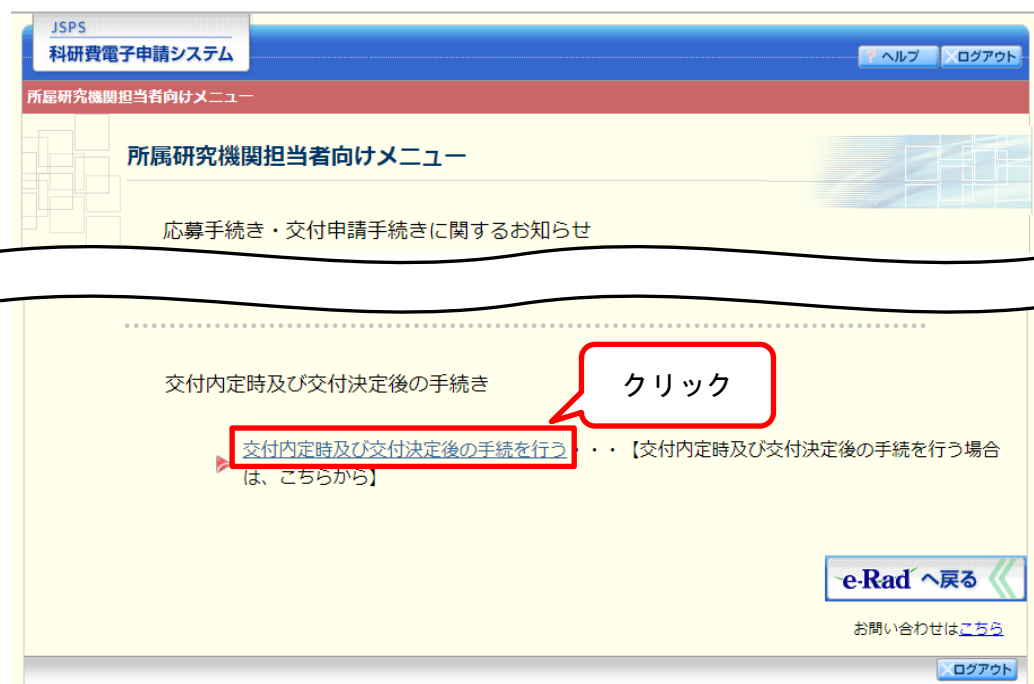 JSPS
科研費電子申請システム
? ヘルプ
ログアウト
所属研究機関担当者向けメニュー
所属研究機関担当者向けメニュー
応募手続き・交付申請手続きに関するお知らせ
交付内定時及び交付決定後の手続き
クリック
交付内定時及び交付決定後の手続を行う・・・【交付内定時及び交付決定後の手続を行う場合
は、こちらから】
e-Rad へ戻る
お問い合わせはこちら
ログアウト